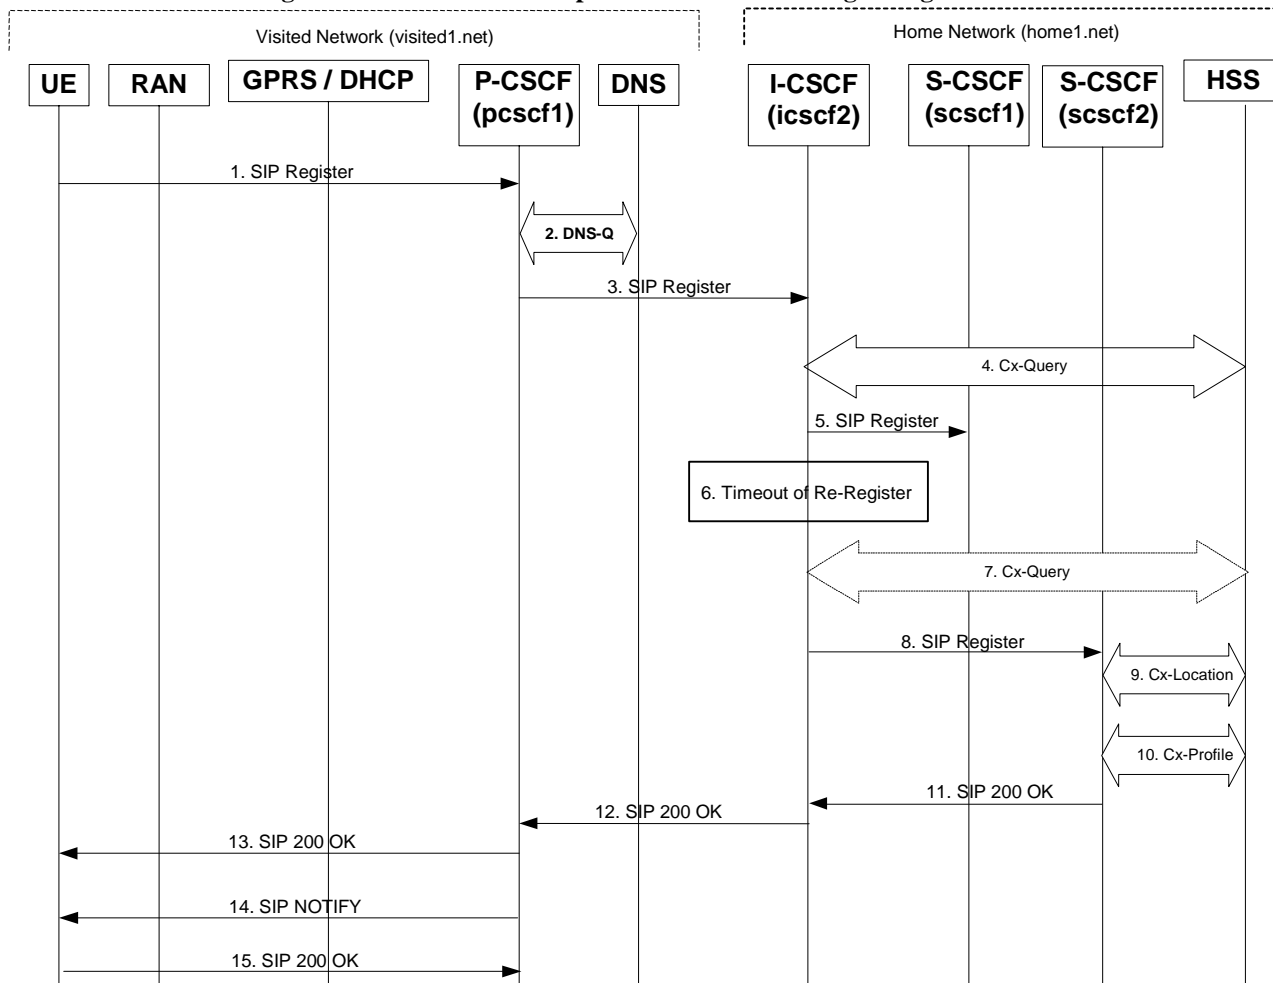 Visited Network (visited1.net)
Home Network (home1.net)
UE
RAN
GPRS / DHCP
P-CSCF
(pcscf1)
DNS
I-CSCF
(icscf2)
S-CSCF
(scscf1)
S-CSCF
(scscf2)
HSS
1. SIP Register
2. DNS-Q
3. SIP Register
4. Cx-Query
5. SIP Register
6. Timeout of Re-Register
7. Cx-Query
8. SIP Register
9. Cx-Location
10. Cx-Profile
11. SIP 200 OK
12. SIP 200 OK
13. SIP 200 OK
14. SIP NOTIFY
15. SIP 200 OK